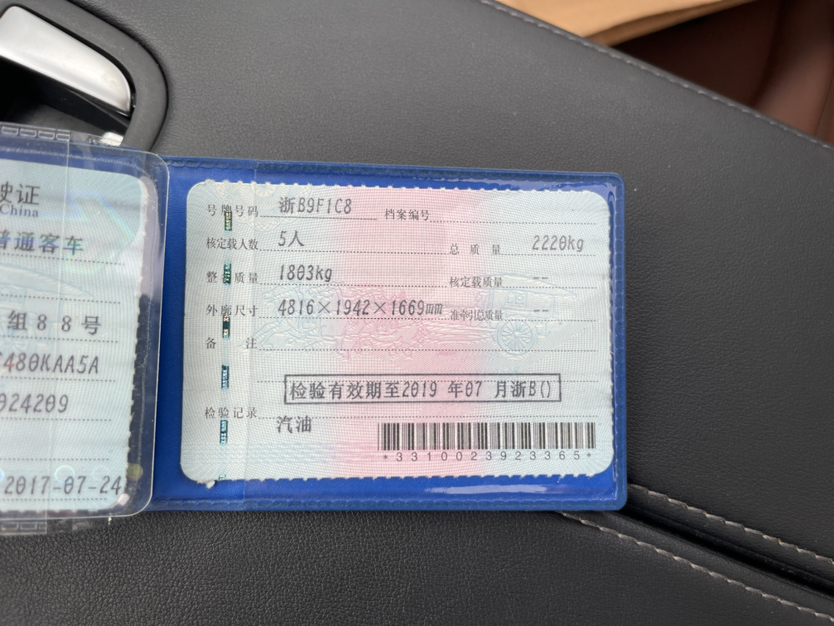 驶证
China
普通客车
组88号
480KAA5A
024209
2017-07-24
号牌号码 浙B9F1C8 档案编号
核定载人数 5人 总质量 2220kg
整备质量 1803kg 核定载质量 --
外廓尺寸 4816×1942×1669mm 准牵引总质量 --
备注
检验有效期至2019 年07 月浙B()
检验记录
汽油
*3310023923365*